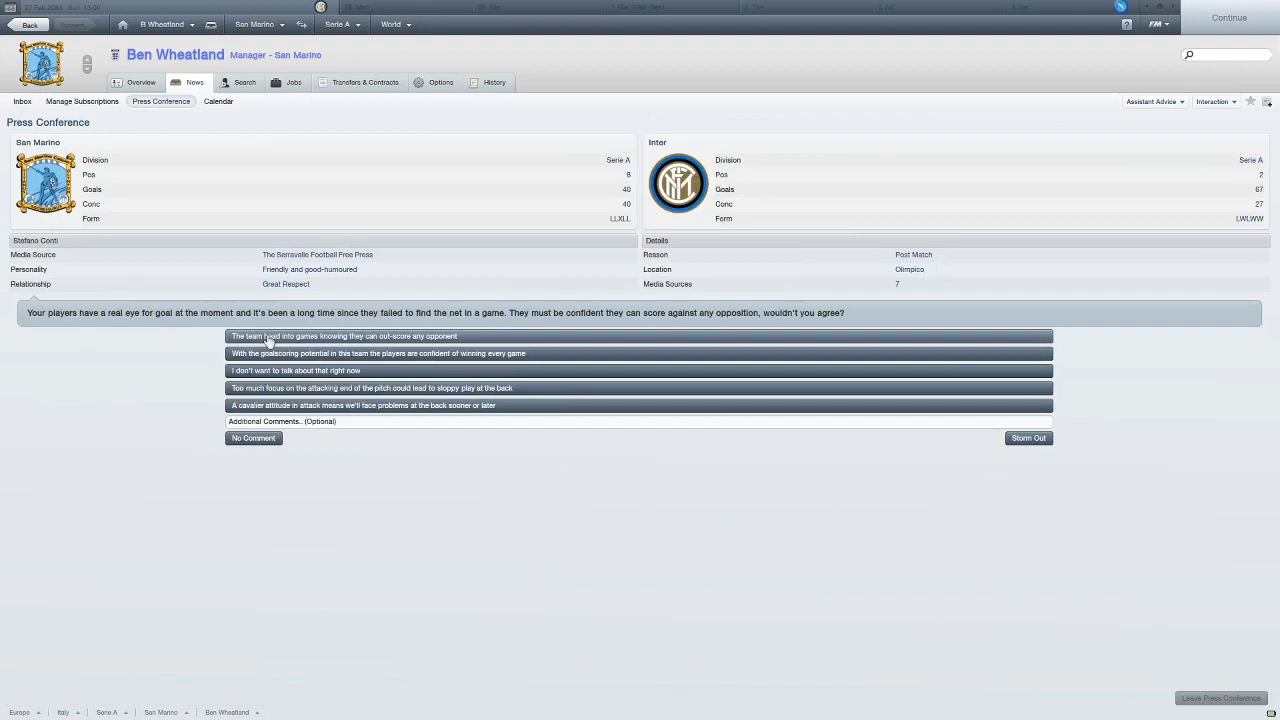 27 Feb 2084 Sun 13:00
Back
B Wheatland
San Marino
Serie A
World
FM
Continue
Ben Wheatland Manager - San Marino
Overview News Search Jobs Transfers & Contracts Options History
Inbox Manage Subscriptions Press Conference Calendar Assistant Advice Interaction
Press Conference
San Marino
Division Serie A
Pos 8
Goals 40
Conc 40
Form LLXLL
Inter
Division Serie A
Pos 2
Goals 67
Conc 27
Form LWLWW
Stefano Conti
Media Source The Serravalle Football Free Press
Personality Friendly and good-humoured
Relationship Great Respect
Details
Reason Post Match
Location Olimpico
Media Sources 7
Your players have a real eye for goal at the moment and it's been a long time since they failed to find the net in a game. They must be confident they can score against any opposition, wouldn't you agree?
The team head into games knowing they can out-score any opponent
With the goalscoring potential in this team the players are confident of winning every game
I don't want to talk about that right now
Too much focus on the attacking end of the pitch could lead to sloppy play at the back
A cavalier attitude in attack means we'll face problems at the back sooner or later
Additional Comments.. (Optional)
No Comment Storm Out
Leave Press Conference
Europe Italy Serie A San Marino Ben Wheatland